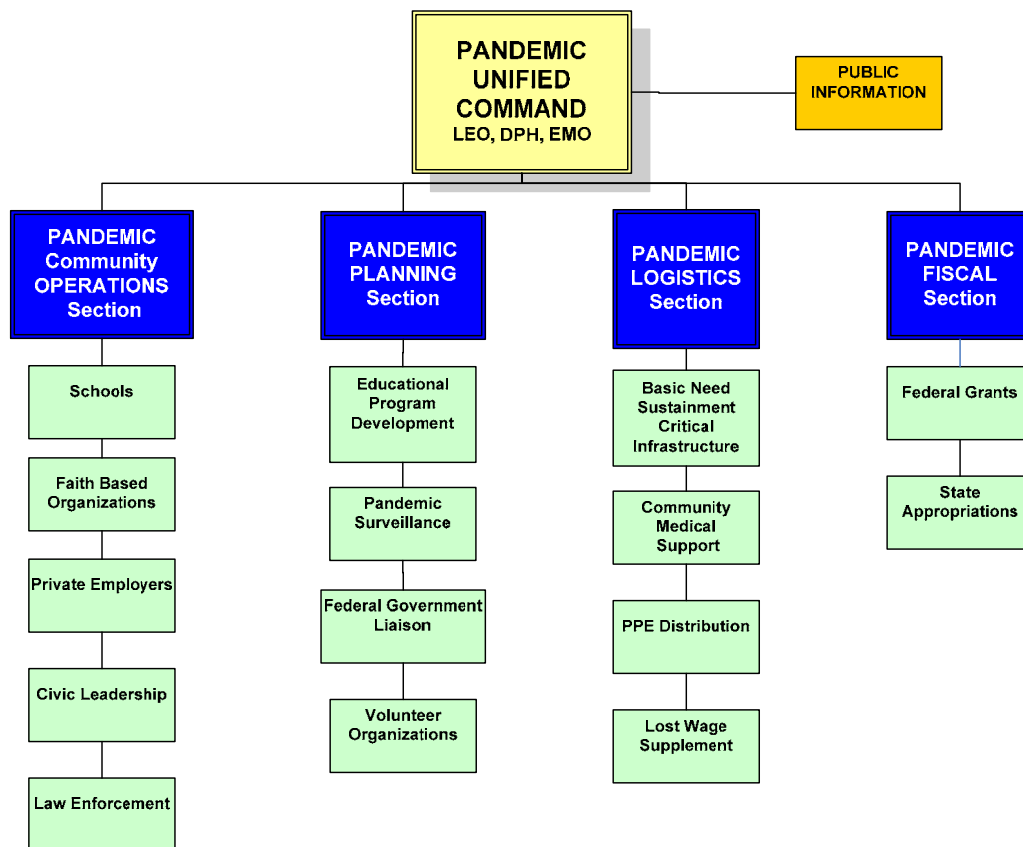 PANDEMIC
UNIFIED
COMMAND
LEO, DPH, EMO
PUBLIC
INFORMATION
PANDEMIC
Community
OPERATIONS
Section
PANDEMIC
PLANNING
Section
PANDEMIC
LOGISTICS
Section
PANDEMIC
FISCAL
Section
Schools
Faith Based
Organizations
Private Employers
Civic Leadership
Law Enforcement
Educational
Program
Development
Pandemic
Surveillance
Federal Government
Liaison
Volunteer
Organizations
Basic Need
Sustainment
Critical
Infrastructure
Community
Medical
Support
PPE Distribution
Lost Wage
Supplement
Federal Grants
State
Appropriations